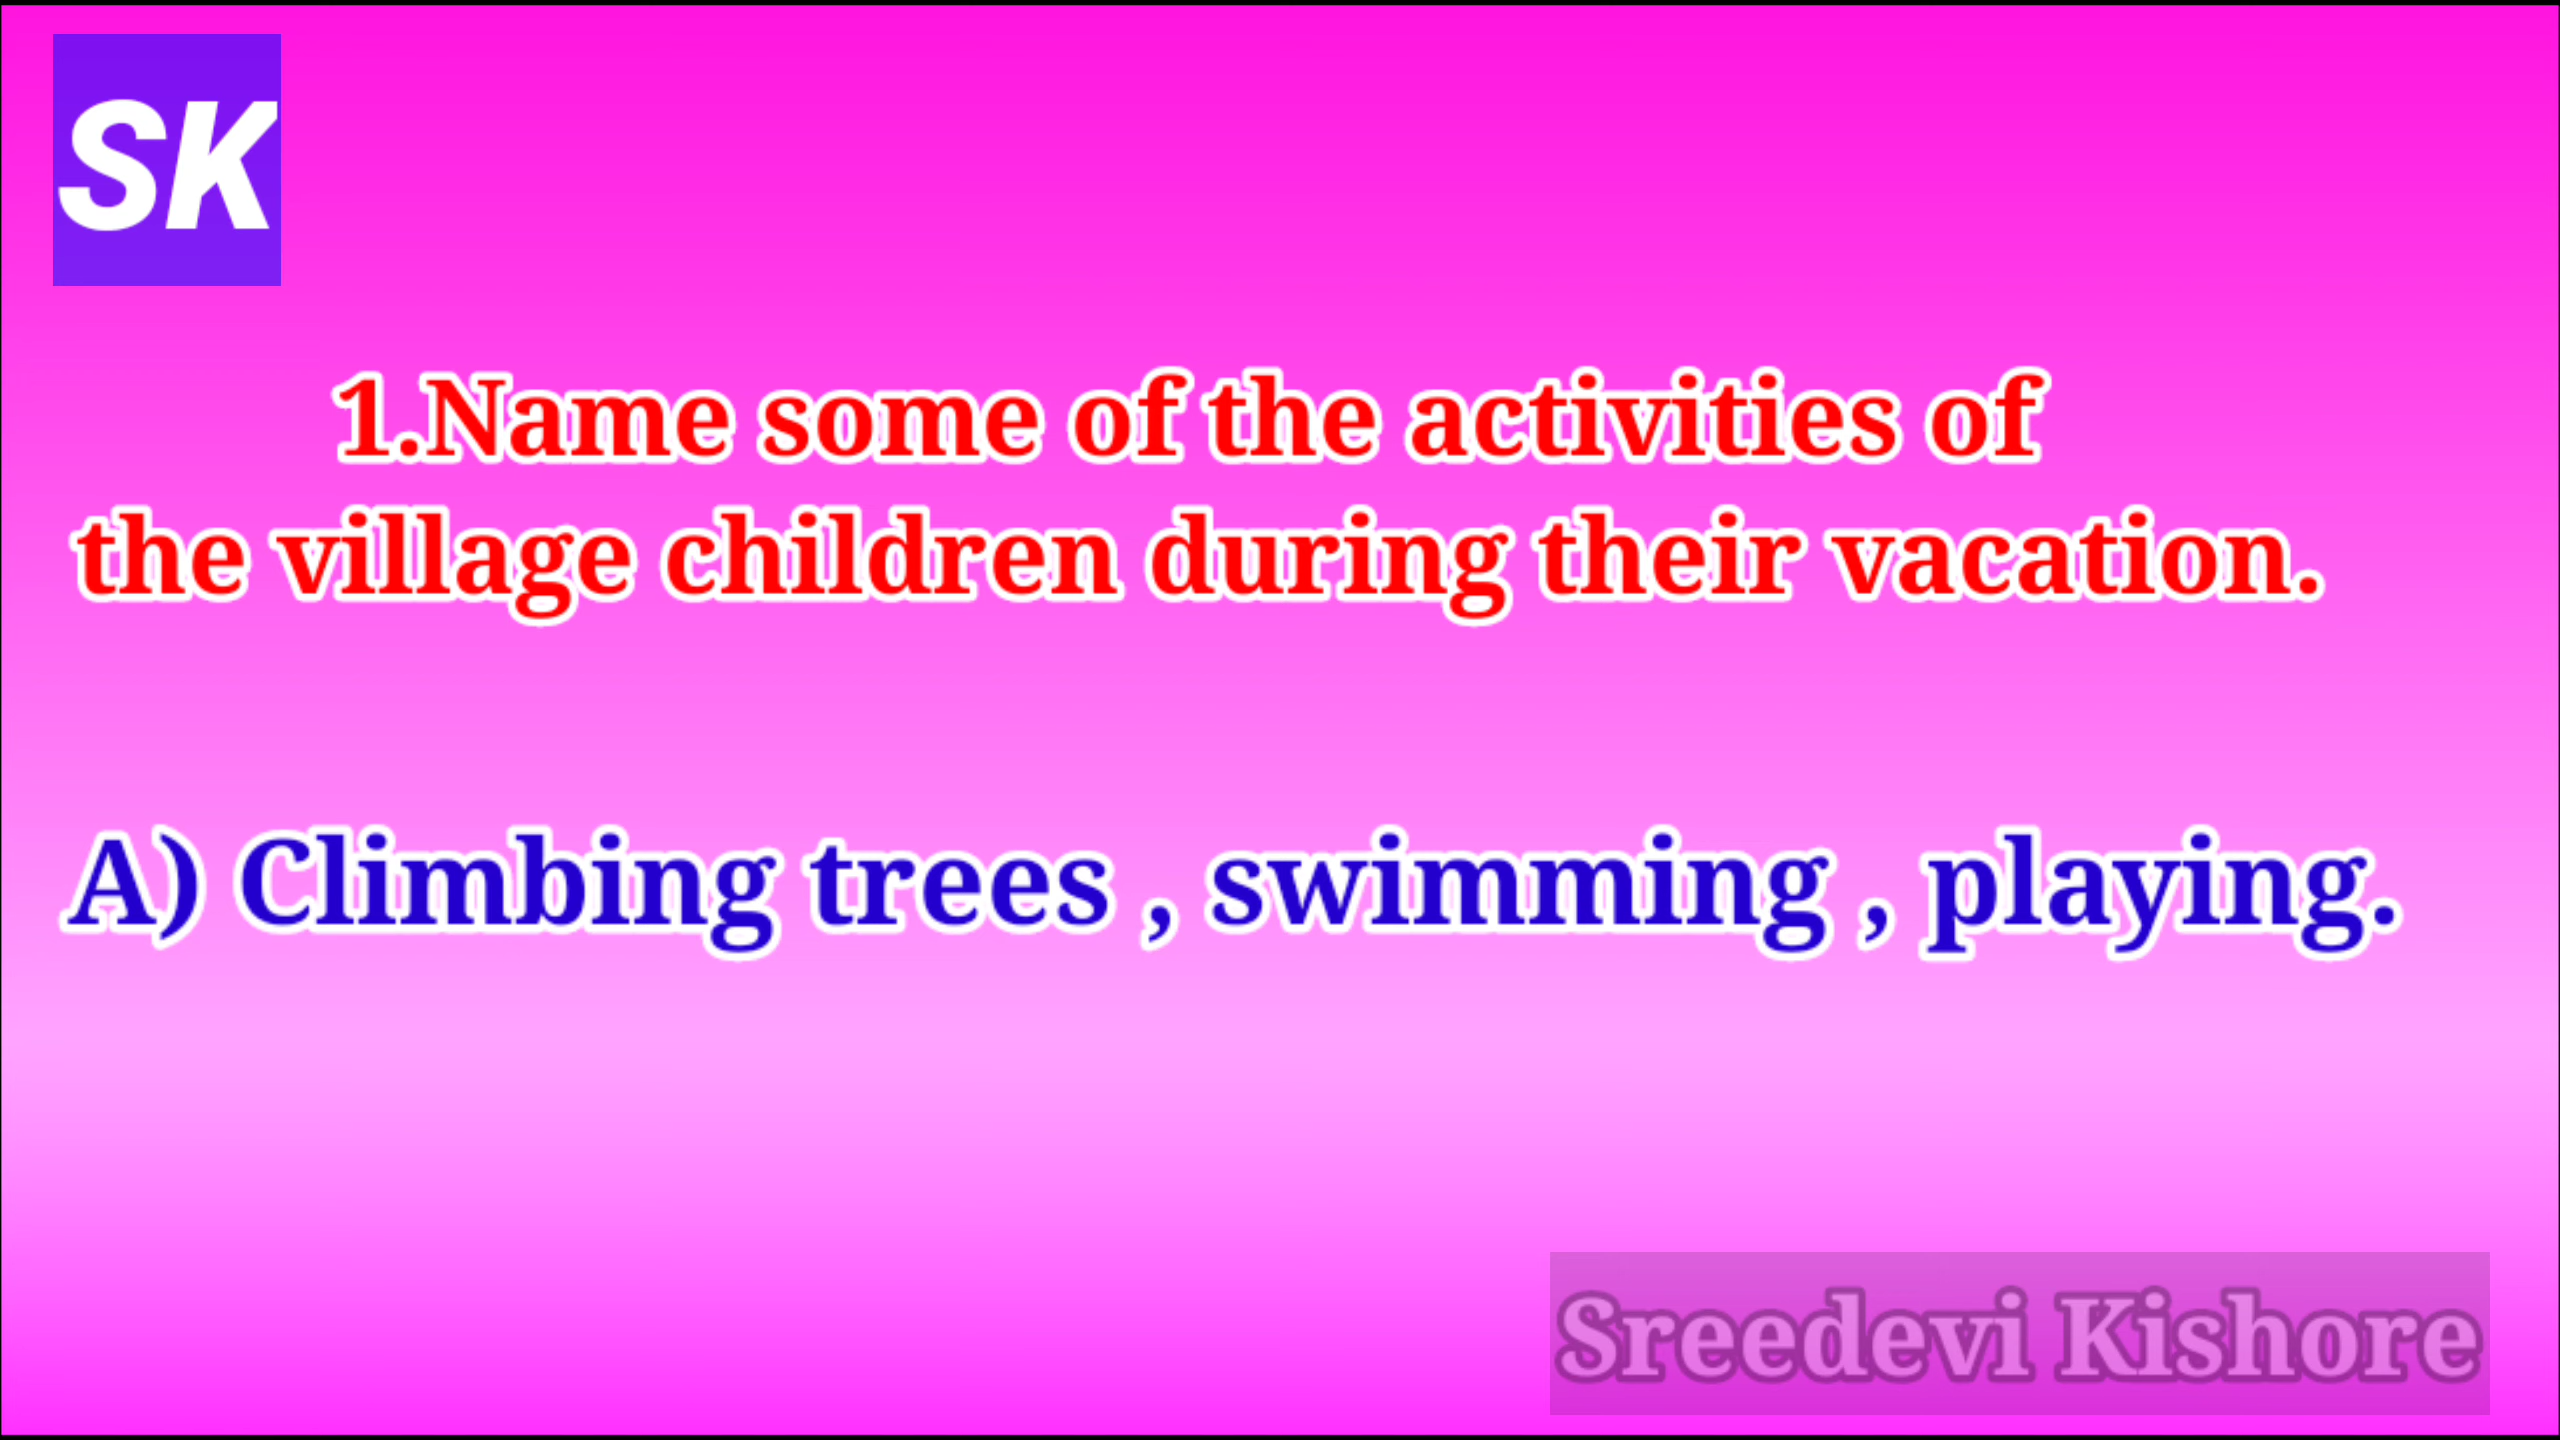 SK
1.Name some of the activities of
the village children during their vacation.
A) Climbing trees , swimming , playing.
Sreedevi Kishore